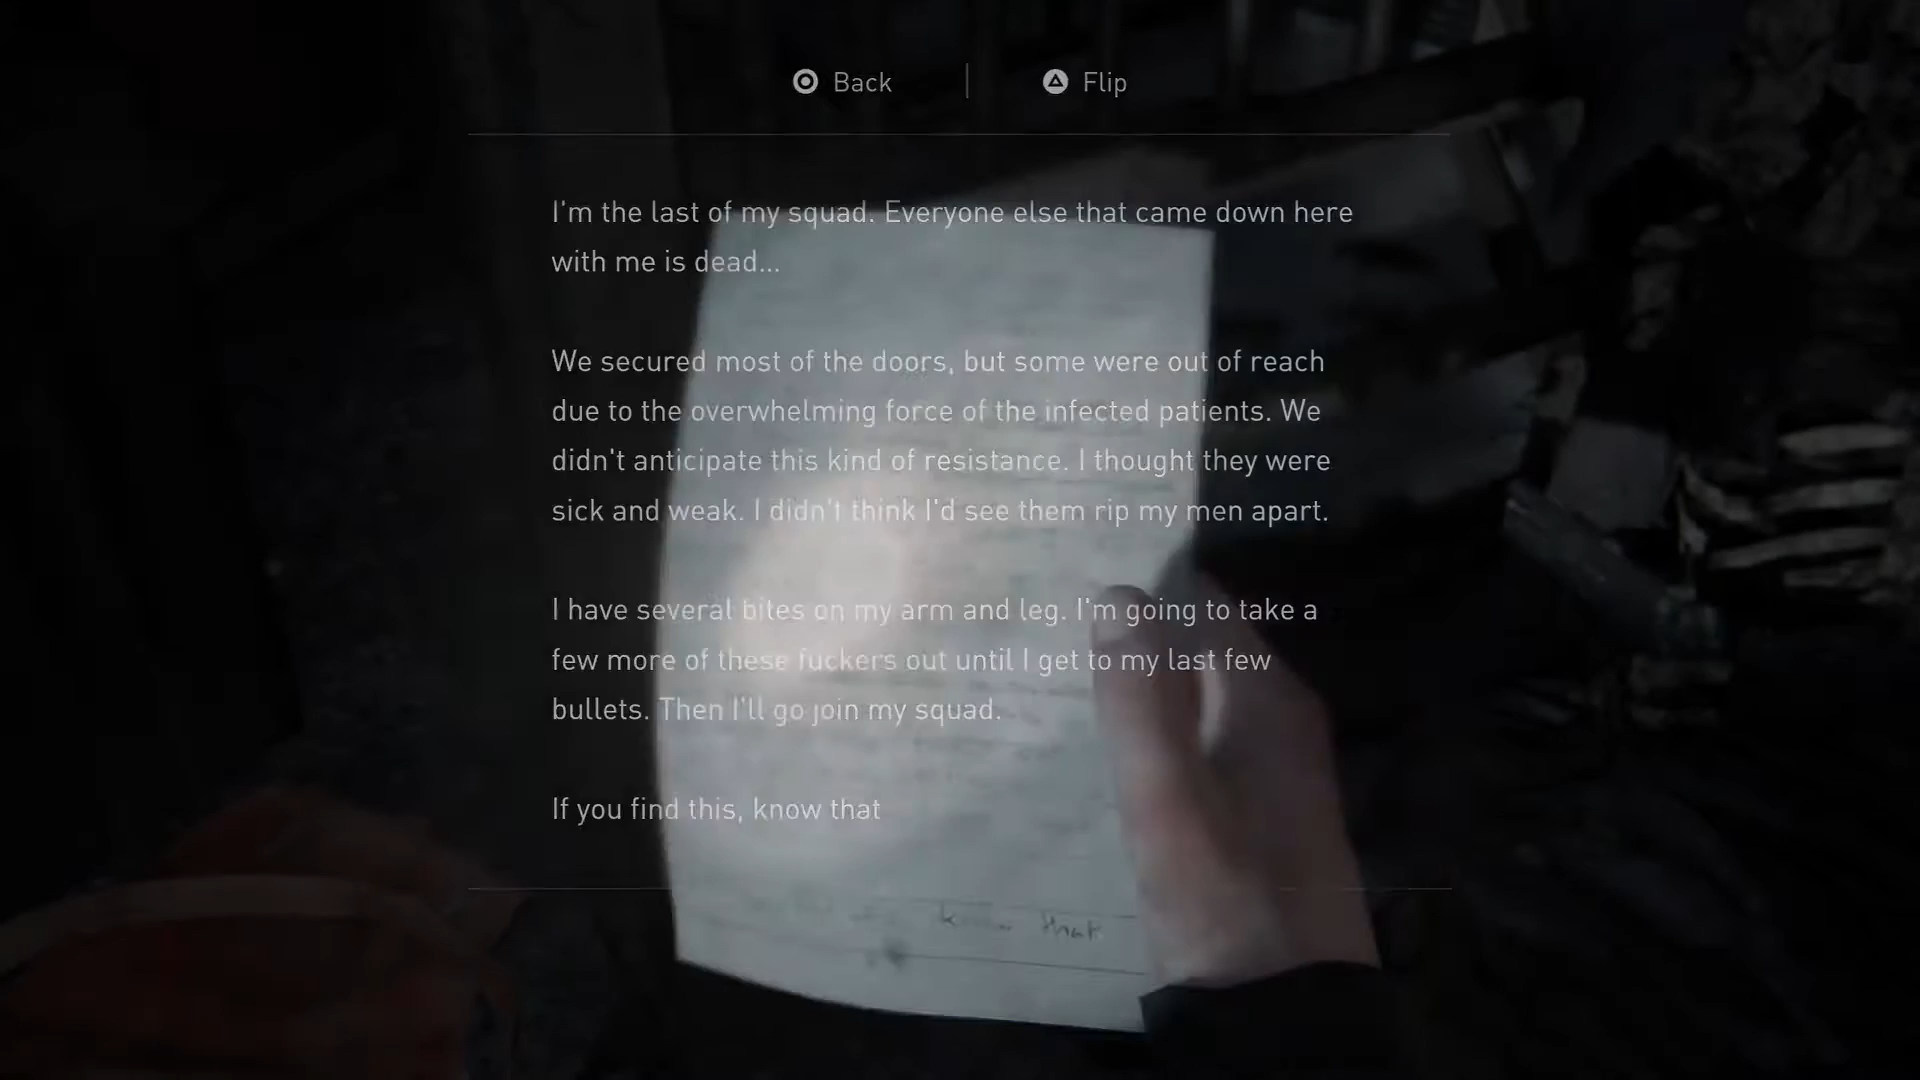 Back | Flip
I'm the last of my squad. Everyone else that came down here
with me is dead...
We secured most of the doors, but some were out of reach
due to the overwhelming force of the infected patients. We
didn't anticipate this kind of resistance. I thought they were
sick and weak. I didn't think I'd see them rip my men apart.
I have several bites on my arm and leg. I'm going to take a
few more of these fuckers out until I get to my last few
bullets. Then I'll go join my squad.
If you find this, know that
that